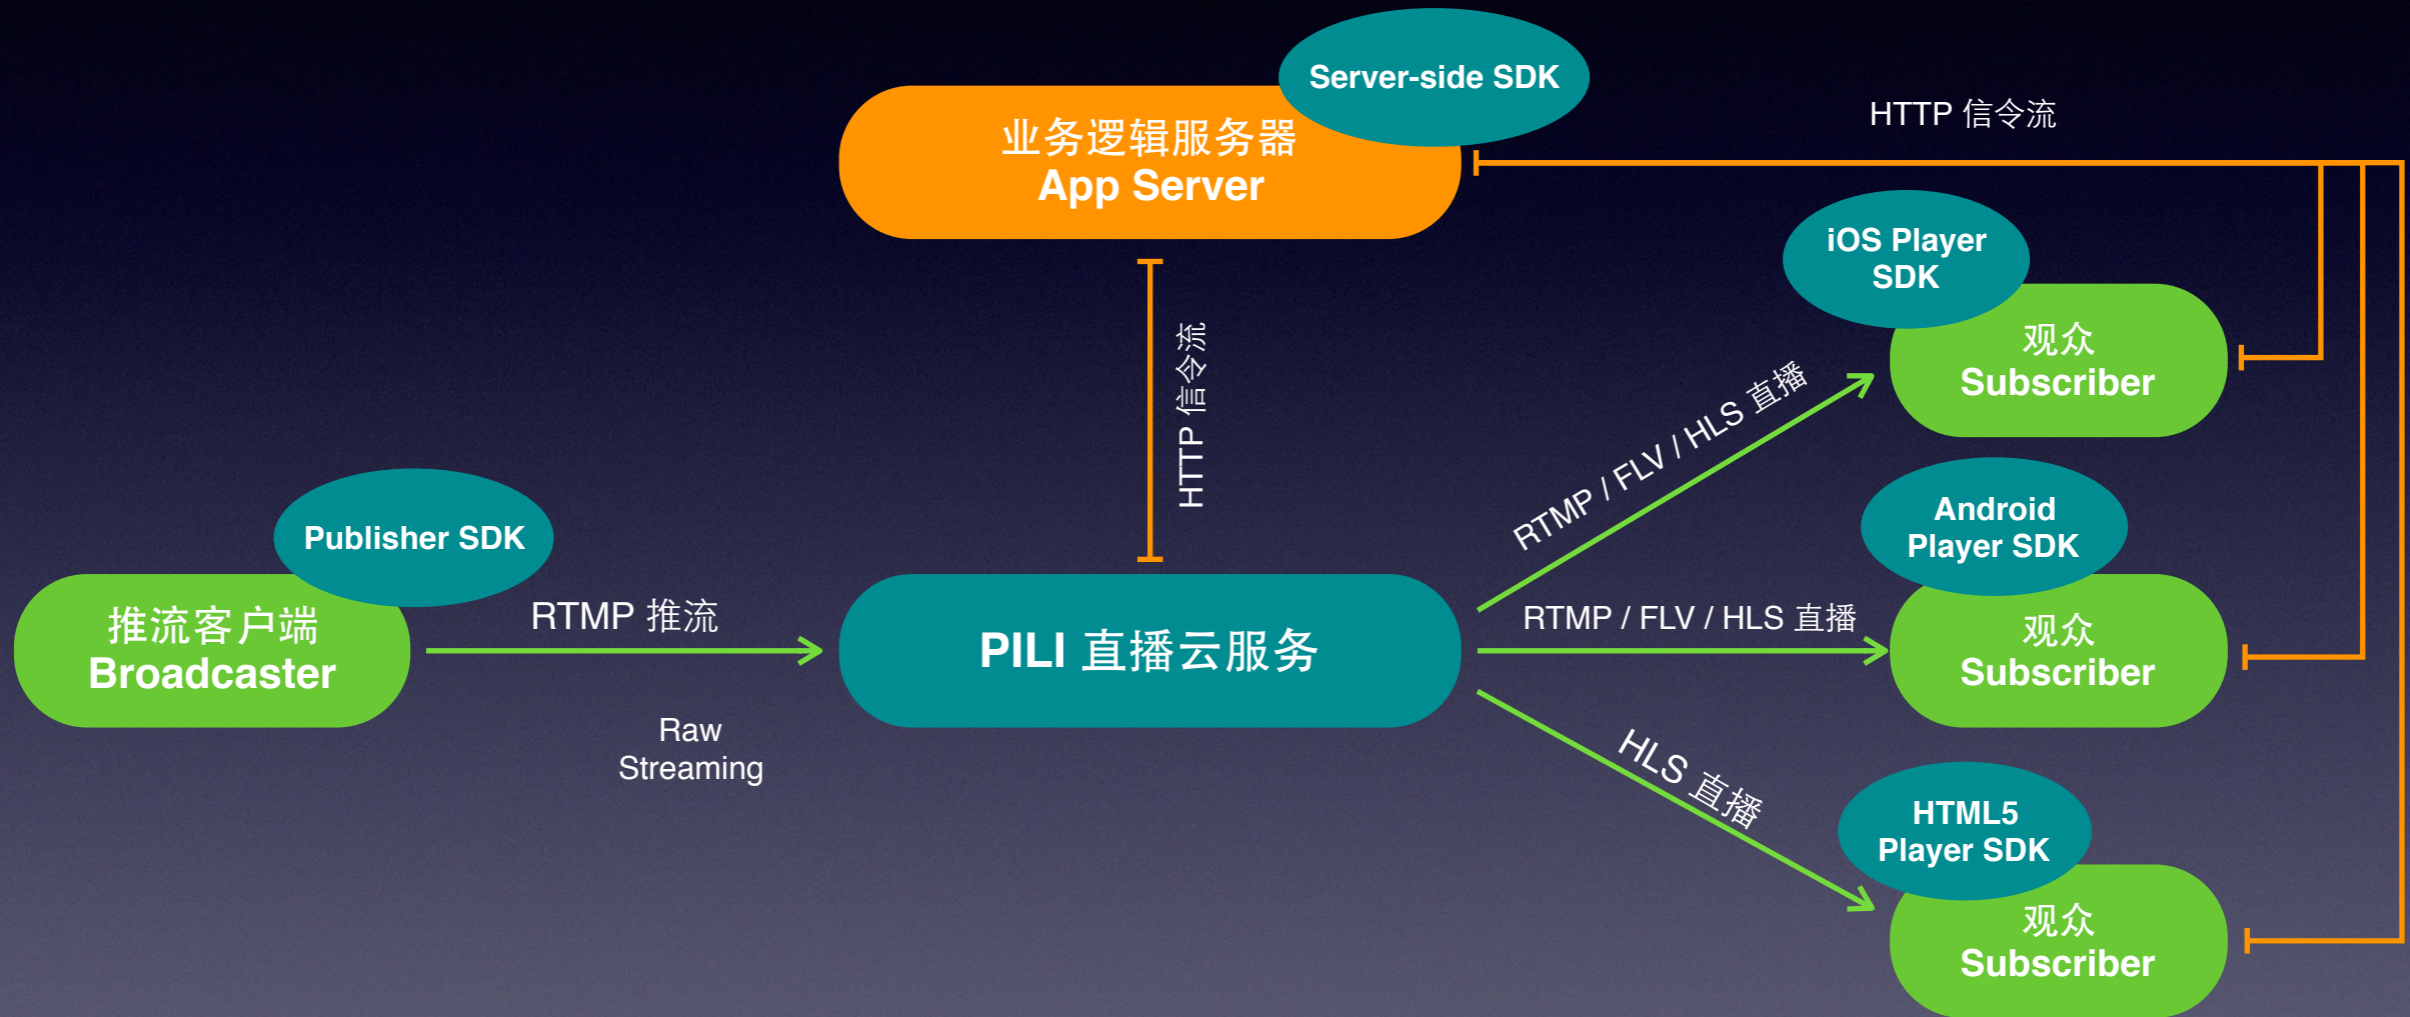 Server-side SDK
业务逻辑服务器
App Server
HTTP 信令流
iOS Player
SDK
观众
Subscriber
HTTP 信令流
RTMP / FLV / HLS 直播
Publisher SDK
推流客户端
Broadcaster
RTMP 推流
Raw
Streaming
PILI 直播云服务
RTMP / FLV / HLS 直播
Android
Player SDK
观众
Subscriber
HLS 直播
HTML5
Player SDK
观众
Subscriber